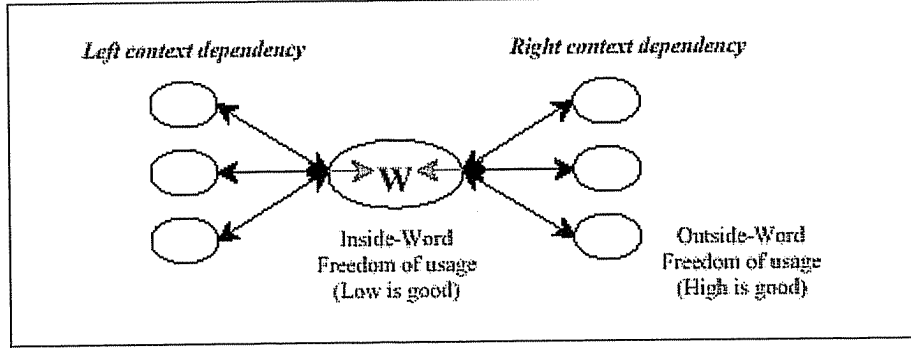 Left context dependency
Right context dependency
W
Inside-Word
Freedom of usage
(Low is good)
Outside-Word
Freedom of usage
(High is good)